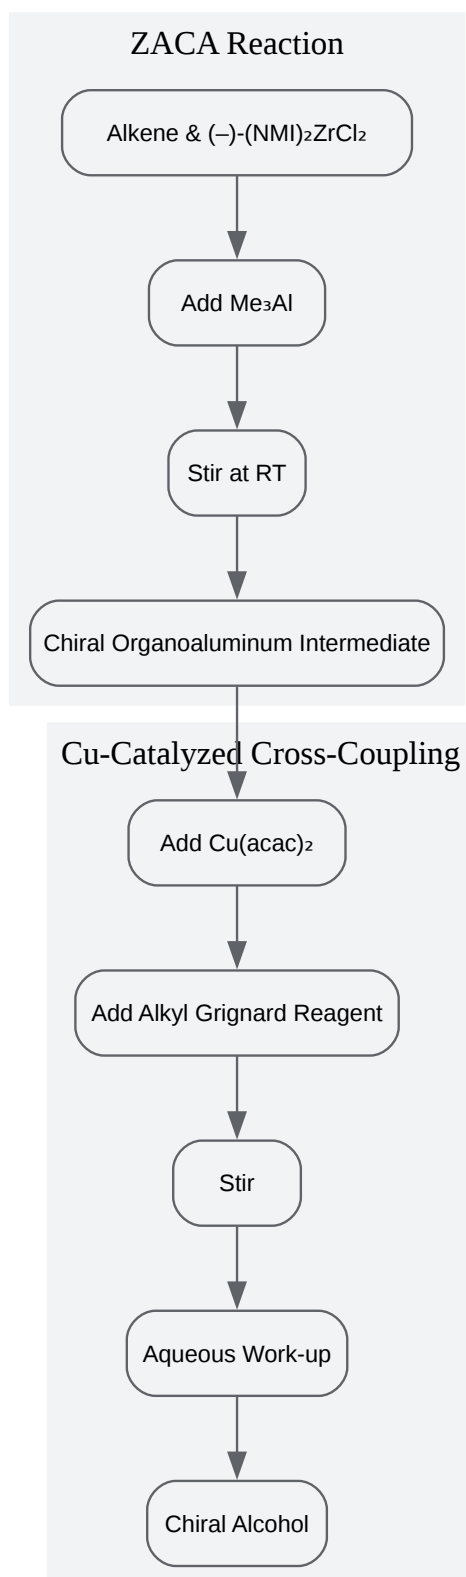 ZACA Reaction
Alkene & (–)-(NMI)₂ZrCl₂
Add Me₃Al
Stir at RT
Chiral Organoaluminum Intermediate
Cu-Catalyzed Cross-Coupling
Add Cu(acac)₂
Add Alkyl Grignard Reagent
Stir
Aqueous Work-up
Chiral Alcohol